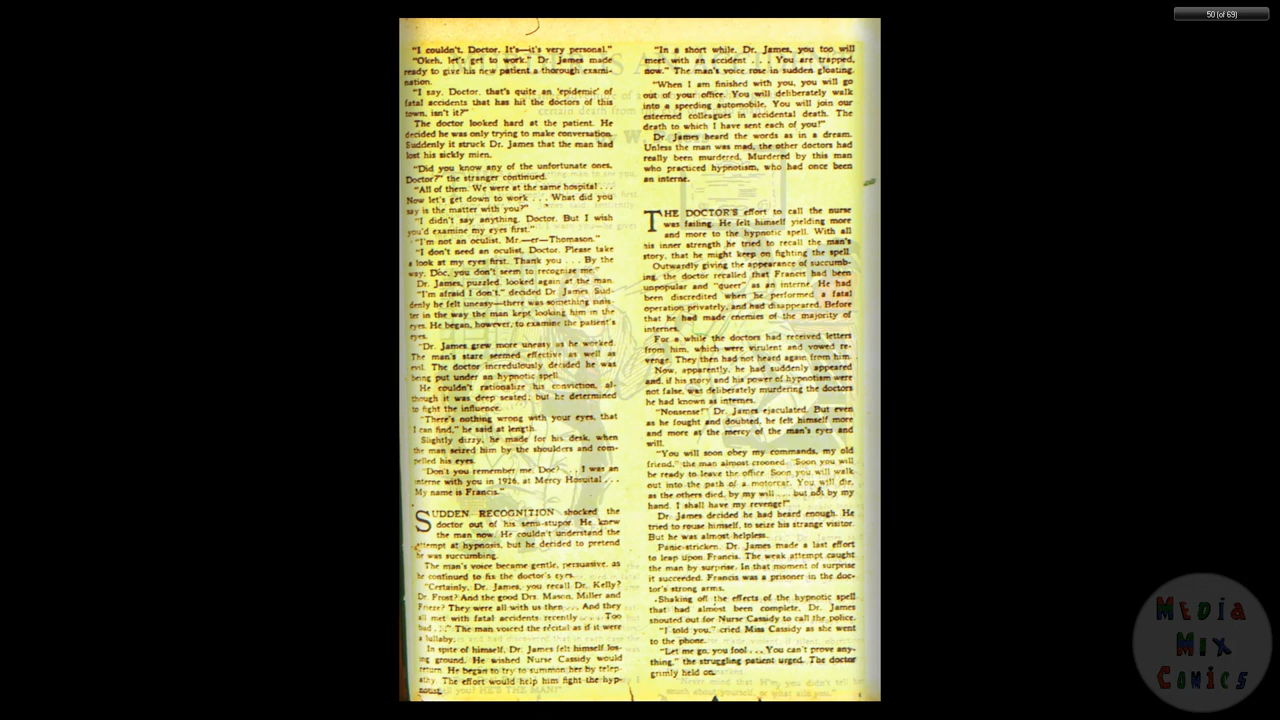 50 (of 69)
"I couldn't, Doctor. It's—it's very personal."
"Okeh, let's get to work." Dr. James made
ready to give his new patient a thorough exami-
nation.
"I say, Doctor, that's quite an 'epidemic' of
fatal accidents that has hit the doctors of this
town, isn't it?"
The doctor looked hard at the patient. He
decided he was only trying to make conversation.
Suddenly it struck Dr. James that the man had
lost his sickly mien.
"Did you know any of the unfortunate ones,
Doctor?" the stranger continued.
"All of them. We were at the same hospital . . .
Now let's get down to work . . . What did you
say is the matter with you?"
"I didn't say anything, Doctor. But I wish
you'd examine my eyes first."
"I'm not an oculist, Mr.—er—Thomason."
"I don't need an oculist, Doctor. Please take
a look at my eyes first. Thank you . . . By the
way, Doc, you don't seem to recognize me."
Dr. James, puzzled, looked again at the man.
"I'm afraid I don't," decided Dr. James. Sud-
denly he felt uneasy—there was something sinis-
ter in the way the man kept looking him in the
eyes. He began, however, to examine the patient's
eyes.
"Dr. James grew more uneasy as he worked.
The man's stare seemed effective as well as
evil. The doctor incredulously decided he was
being put under an hypnotic spell.
He couldn't rationalize his conviction, al-
though it was deep seated; but he determined
to fight the influence.
"There's nothing wrong with your eyes, that
I can find," he said at length.
Slightly dizzy, he made for his desk, when
the man seized him by the shoulders and com-
pelled his eyes.
"Don't you remember me, Doc? . . . I was an
interne with you in 1926, at Mercy Hospital . . .
My name is Francis."
SUDDEN RECOGNITION shocked the
doctor out of his semi-stupor. He knew
the man now. He couldn't understand the
attempt at hypnosis, but he decided to pretend
he was succumbing.
The man's voice became gentle, persuasive, as
he continued to fix the doctor's eyes.
"Certainly, Dr. James, you recall Dr. Kelly?
Dr. Frost? And the good Drs. Mason, Miller and
Frieze? They were all with us then . . . And they
all met with fatal accidents recently . . . Too
bad . . ." The man voiced the recital as if it were
a lullaby.
In spite of himself, Dr. James felt himself los-
ing ground. He wished Nurse Cassidy would
return. He began to try to summon her by telep-
athy. The effort would help him fight the hyp-
notist.
"In a short while, Dr. James, you too will
meet with an accident . . . You are trapped,
now." The man's voice rose in sudden gloating.
"When I am finished with you, you will go
out of your office. You will deliberately walk
into a speeding automobile. You will join our
esteemed colleagues in accidental death. The
death to which I have sent each of you!"
Dr. James heard the words as in a dream.
Unless the man was mad, the other doctors had
really been murdered. Murdered by this man
who practiced hypnotism, who had once been
an interne.
THE DOCTOR'S effort to call the nurse
was failing. He felt himself yielding more
and more to the hypnotic spell. With all
his inner strength he tried to recall the man's
story, that he might keep on fighting the spell.
Outwardly giving the appearance of succumb-
ing, the doctor recalled that Francis had been
unpopular and "queer" as an interne. He had
been discredited when he performed a fatal
operation privately, and had disappeared. Before
that he had made enemies of the majority of
internes.
For a while the doctors had received letters
from him, which were virulent and vowed re-
venge. They then had not heard again from him.
Now, apparently, he had suddenly appeared
and, if his story and his power of hypnotism were
not false, was deliberately murdering the doctors
he had known as internes.
"Nonsense!" Dr. James ejaculated. But even
as he fought and doubted, he felt himself more
and more at the mercy of the man's eyes and
will.
"You will soon obey my commands, my old
friend," the man almost crooned. "Soon you will
be ready to leave the office. Soon you will walk
out into the path of a motorcar. You will die,
as the others died, by my will . . . but not by my
hand. I shall have my revenge!"
Dr. James decided he had heard enough. He
tried to rouse himself, to seize his strange visitor.
But he was almost helpless.
Panic-stricken, Dr. James made a last effort
to leap upon Francis. The weak attempt caught
the man by surprise. In that moment of surprise
it succeeded. Francis was a prisoner in the doc-
tor's strong arms.
Shaking off the effects of the hypnotic spell
that had almost been complete, Dr. James
shouted out for Nurse Cassidy to call the police.
"I told you," cried Miss Cassidy as she went
to the phone.
"Let me go, you fool . . . You can't prove any-
thing," the struggling patient urged. The doctor
grimly held on.
MEDIA
MIX
COMICS